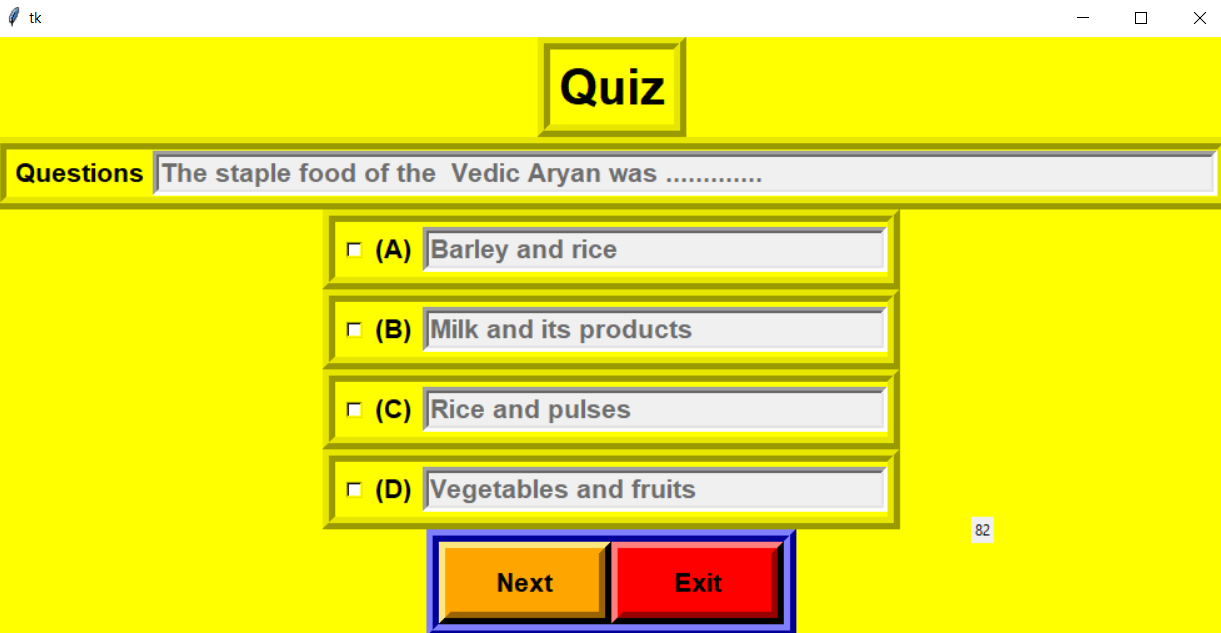 tk
Quiz
Questions The staple food of the  Vedic Aryan was .............
(A) Barley and rice
(B) Milk and its products
(C) Rice and pulses
(D) Vegetables and fruits
82
Next Exit